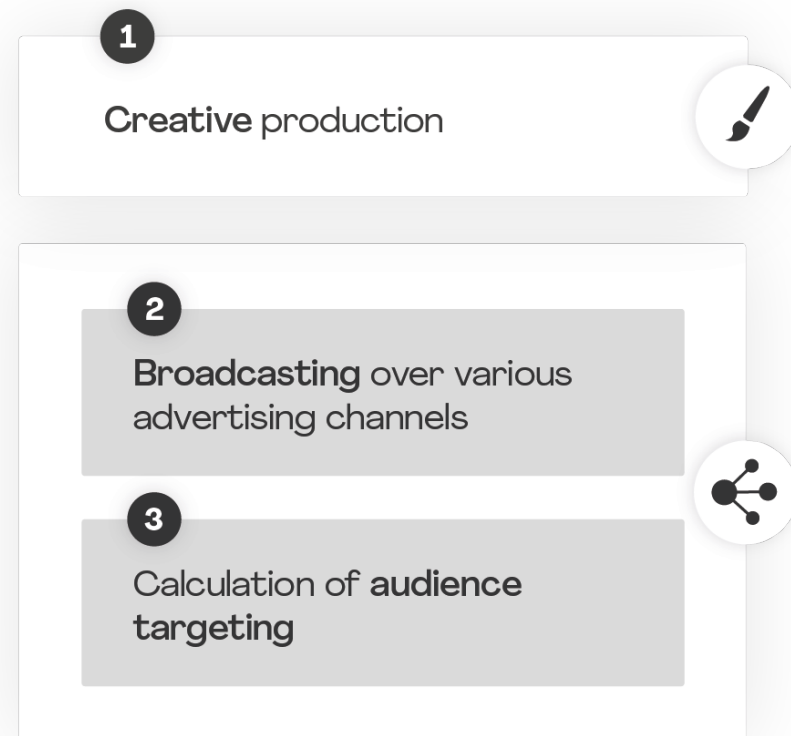 1
Creative production
2
Broadcasting over various
advertising channels
3
Calculation of audience
targeting